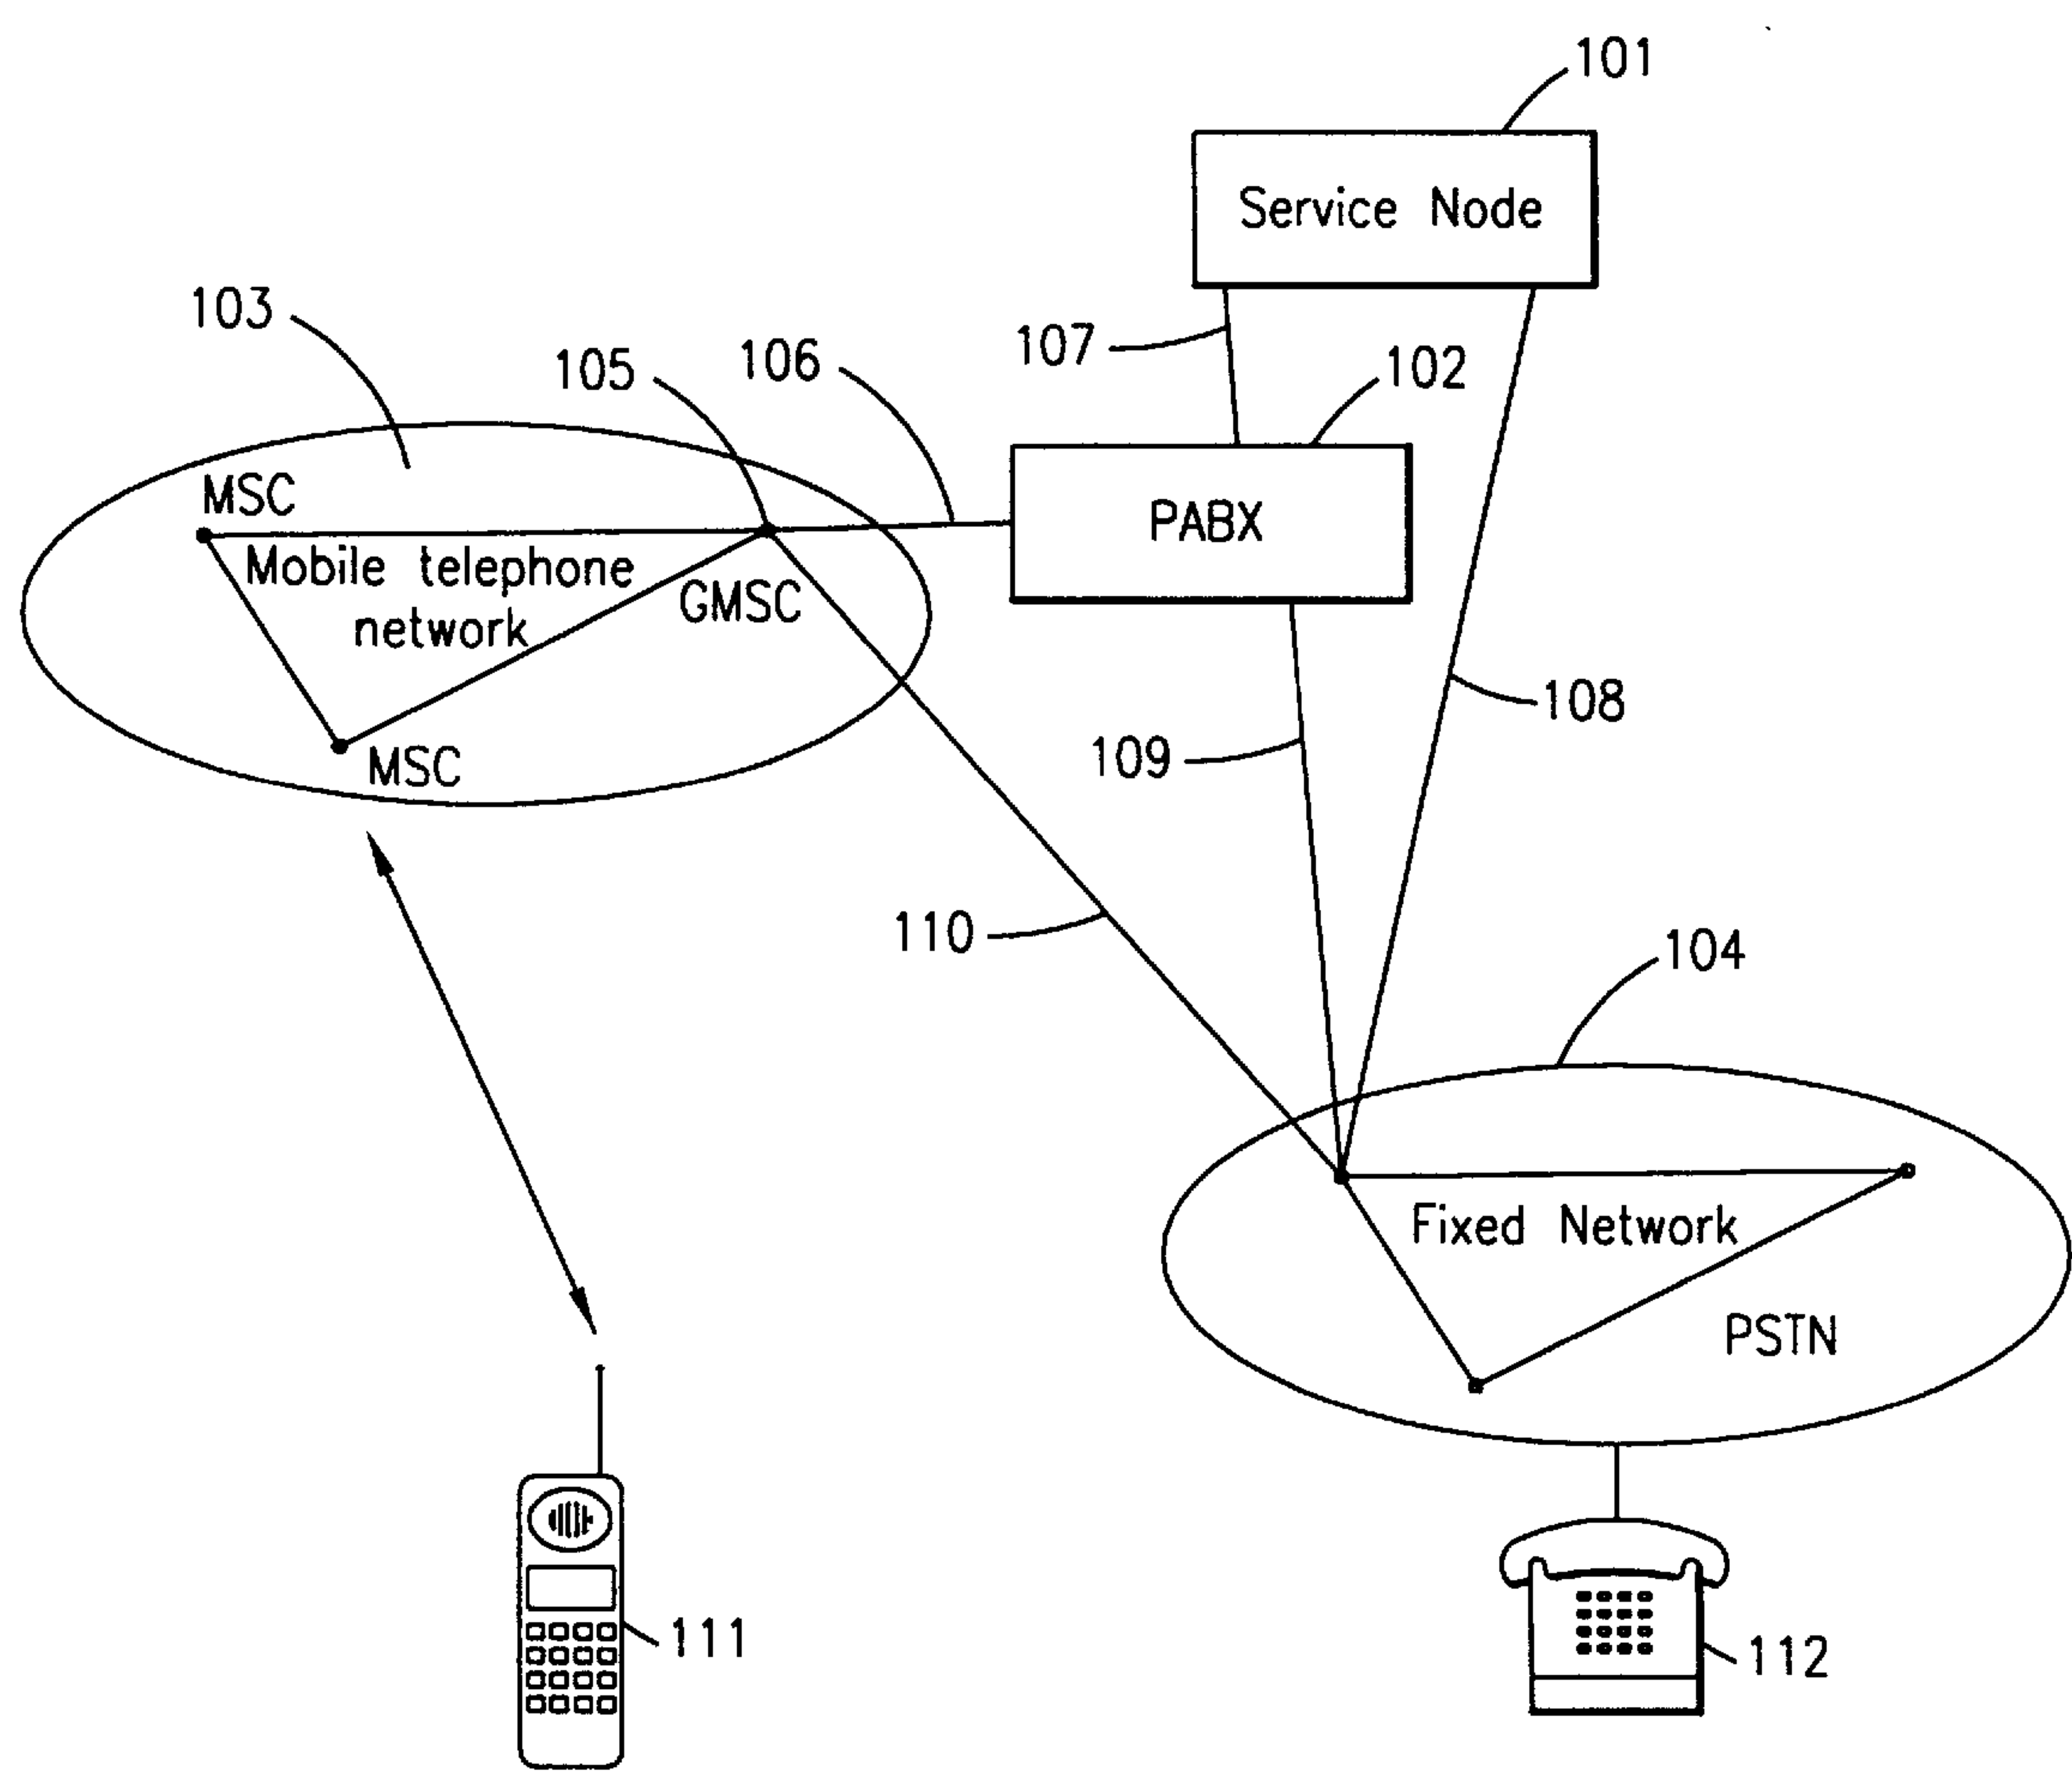 101
Service Node
103
107
105
106
102
MSC
PABX
Mobile telephone
network
GMSC
108
109
MSC
110
104
Fixed Network
PSTN
111
112